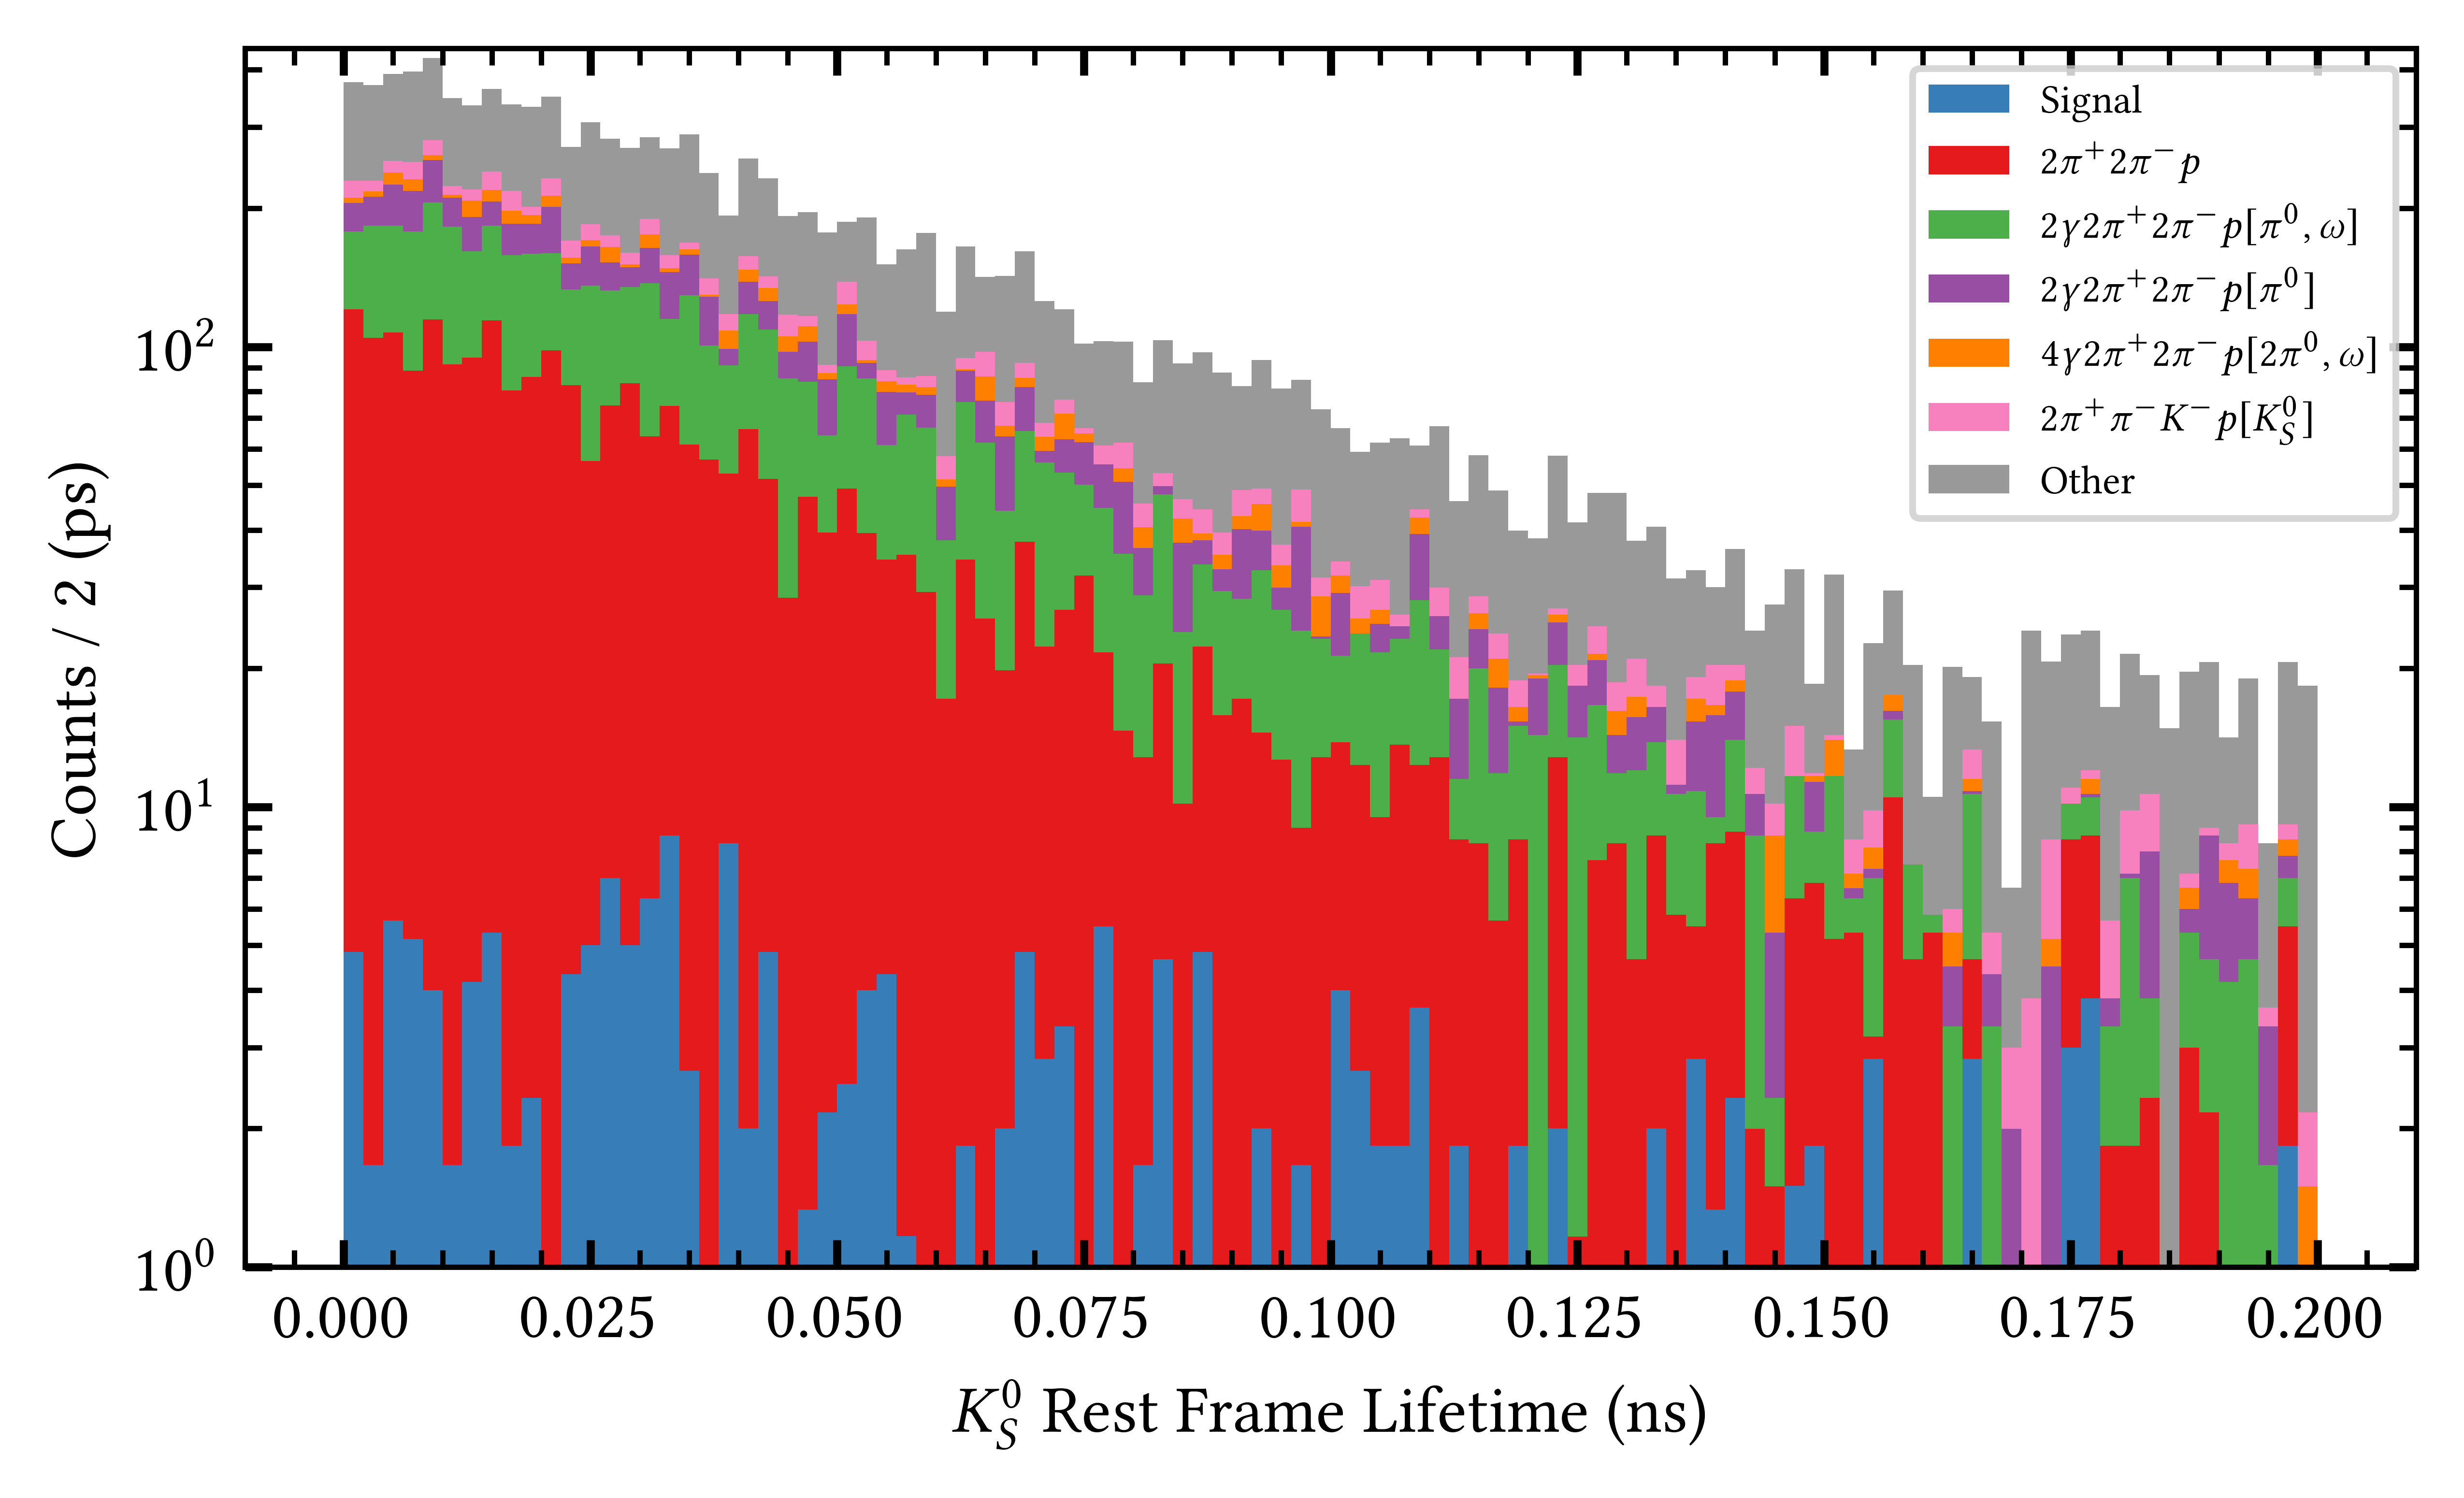 Signal
2π⁺2π⁻p
2γ2π⁺2π⁻p[π⁰, ω]
2γ2π⁺2π⁻p[π⁰]
4γ2π⁺2π⁻p[2π⁰, ω]
2π⁺π⁻K⁻p[K_S⁰]
Other
Counts / 2 (ps)
10²
10¹
10⁰
0.000 0.025 0.050 0.075 0.100 0.125 0.150 0.175 0.200
K_S⁰ Rest Frame Lifetime (ns)